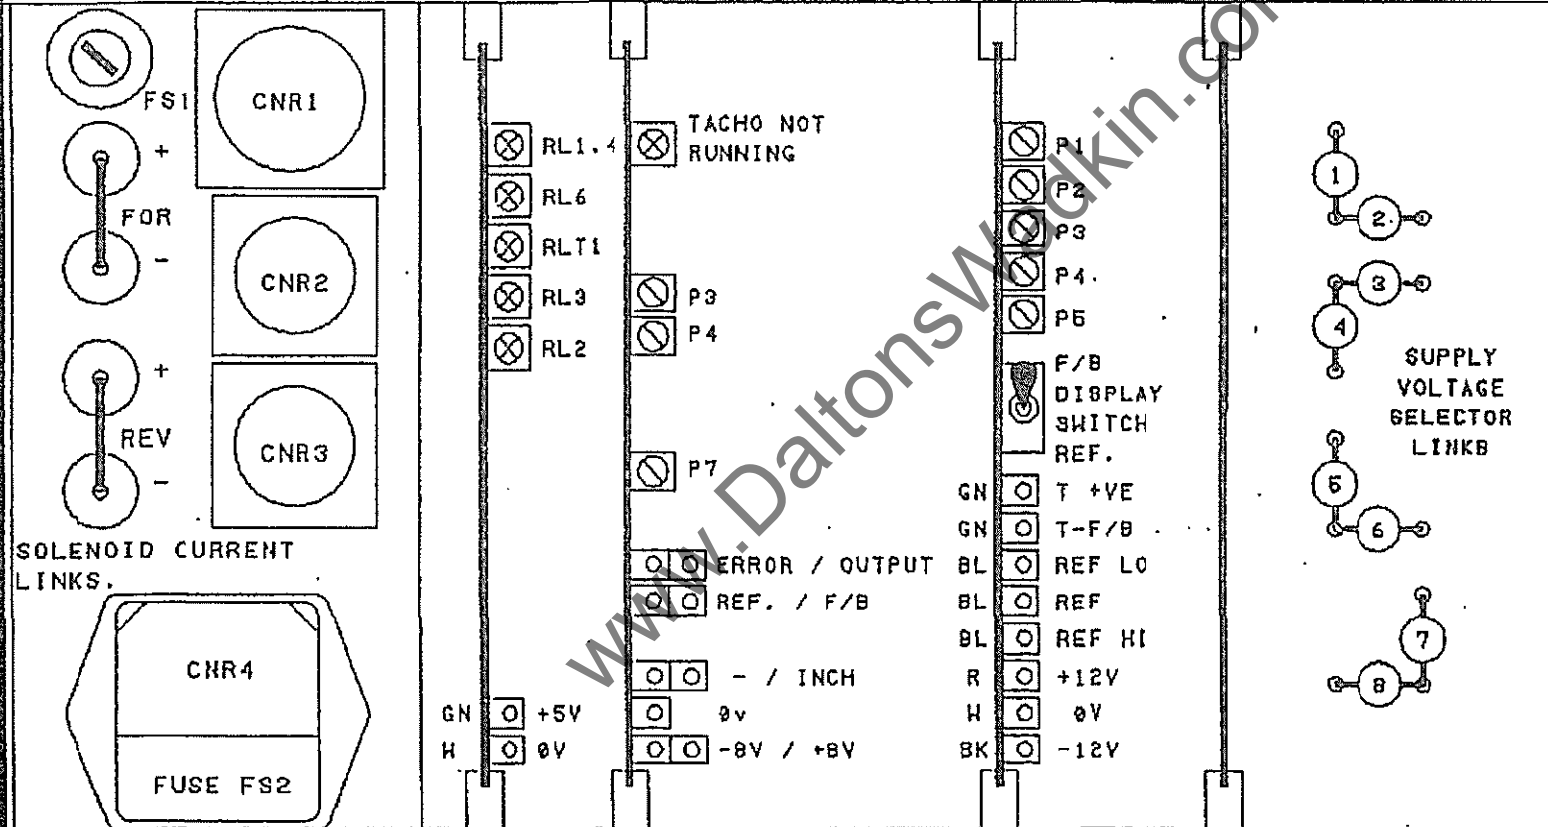 FS1
CNR1
+
FOR
-
CNR2
+
REV
-
CNR3
SOLENOID CURRENT
LINKS.
CNR4
FUSE FS2
RL1.4
RL6
RLT1
RL3
RL2
GN +5V
W 0V
TACHO NOT
RUNNING
P3
P4
P7
ERROR / OUTPUT
REF. / F/B
- / INCH
0v
-8V / +8V
P1
P2
P3
P4.
P5
F/B
DISPLAY
SWITCH
REF.
GN T +VE
GN T-F/B
BL REF LO
BL REF
BL REF HI
R +12V
W 0V
BK -12V
1
2.
3
4
SUPPLY
VOLTAGE
SELECTOR
LINKS
5
6
7
8
www.DaltonsWadkin.com